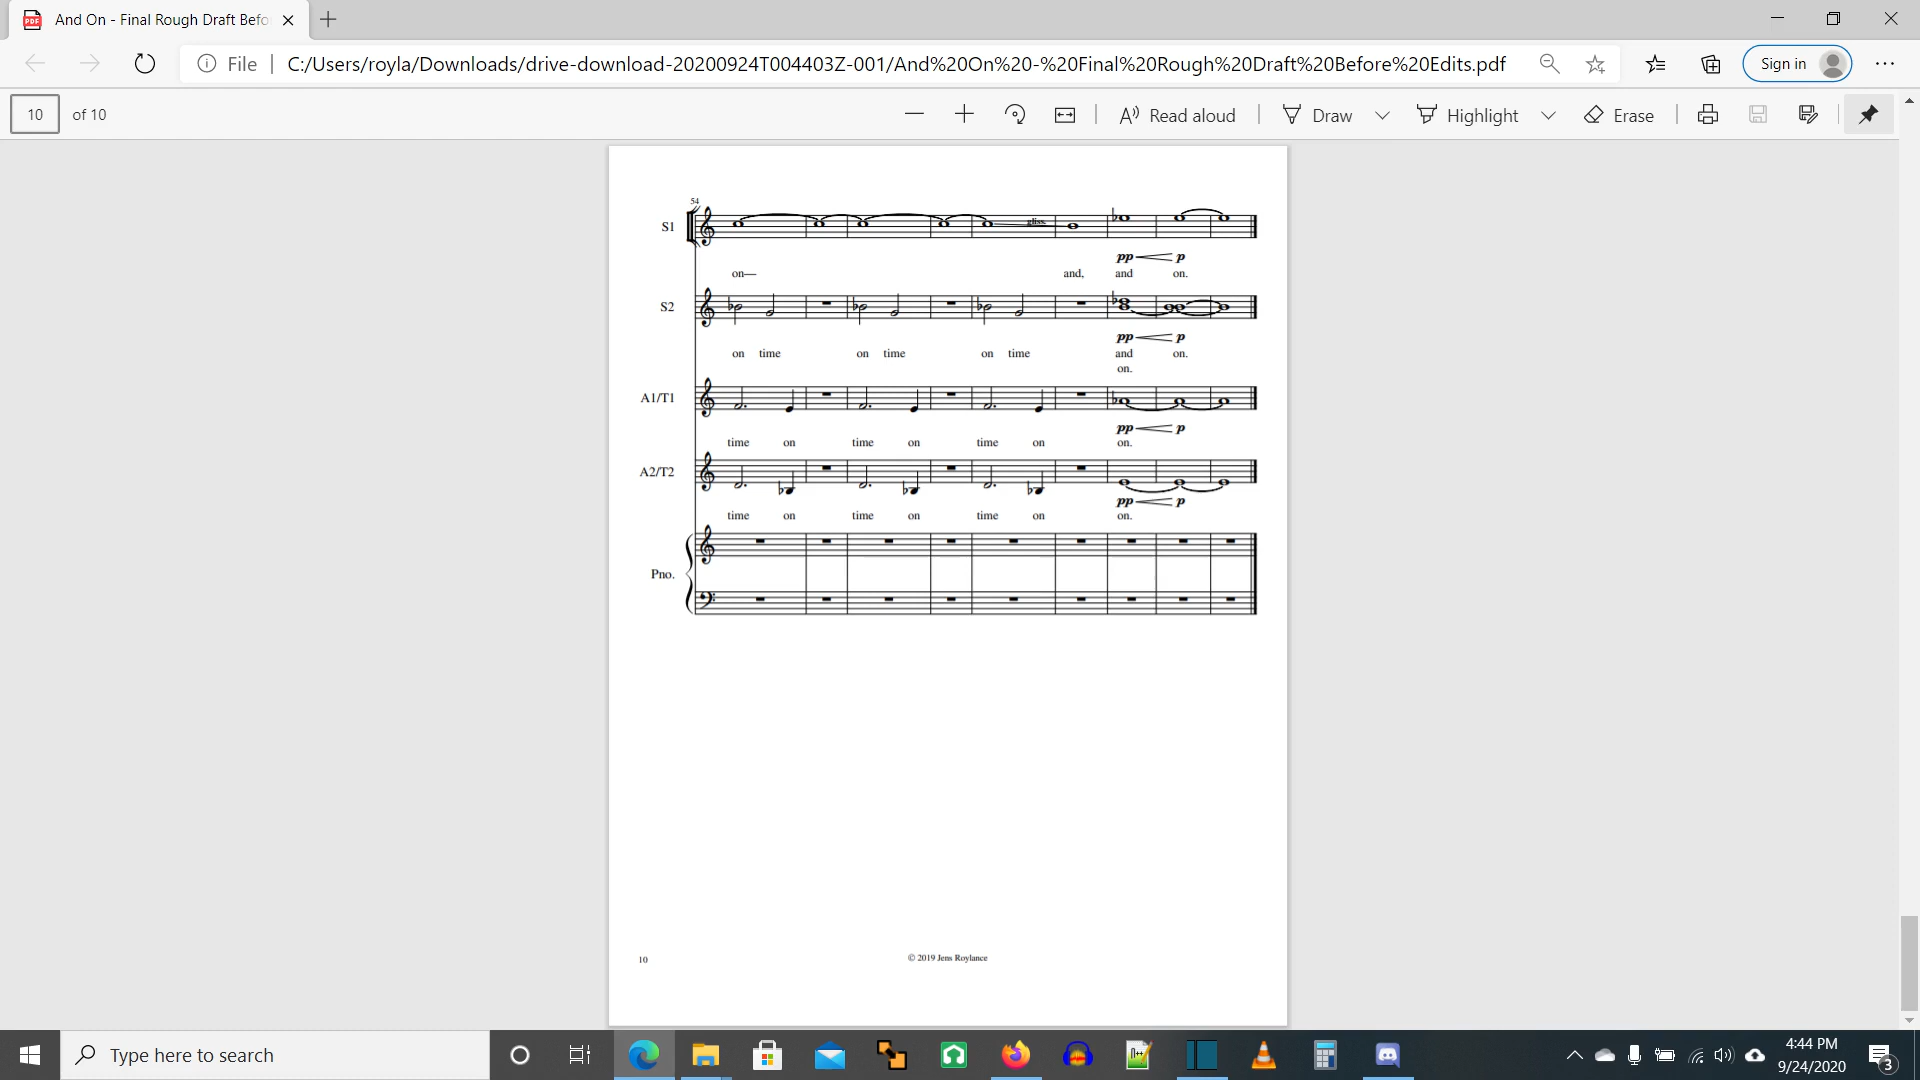 And On - Final Rough Draft Befo
File
C:/Users/royla/Downloads/drive-download-20200924T004403Z-001/And%20On%20-%20Final%20Rough%20Draft%20Before%20Edits.pdf
Sign in
10 of 10
Read aloud
Draw
Highlight
Erase
54
S1
gliss.
pp p
on— and, and on.
S2
pp p
on time on time on time and on.
on.
A1/T1
pp p
time on time on time on on.
A2/T2
pp p
time on time on time on on.
Pno.
10
© 2019 Jens Roylance
Type here to search
4:44 PM
9/24/2020
3